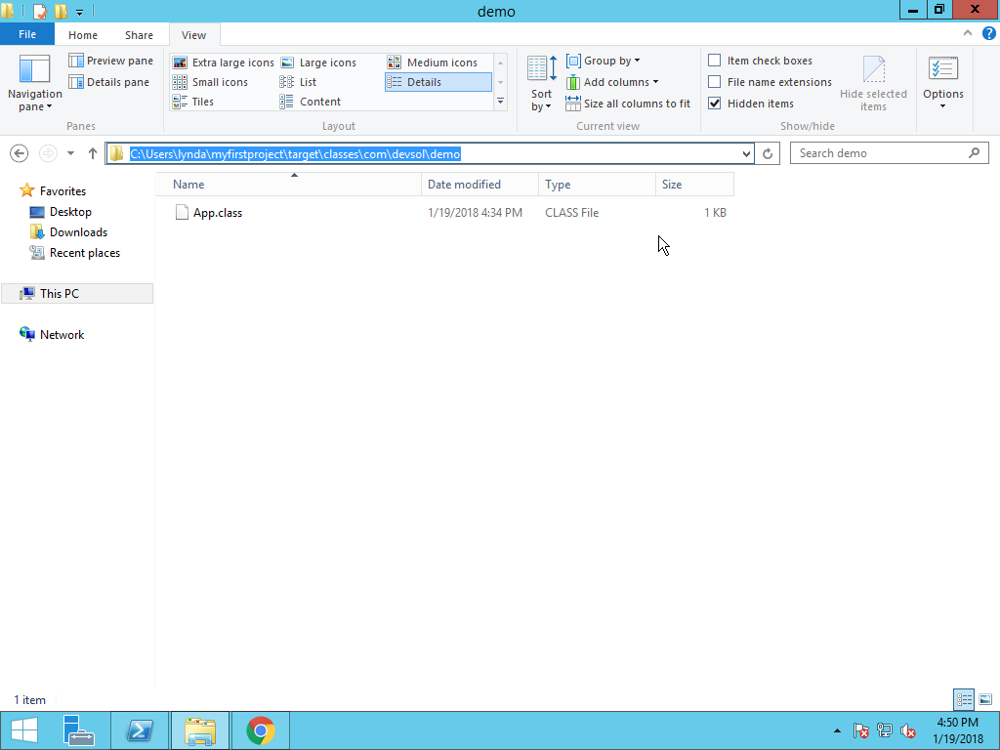 demo
File Home Share View
Navigation pane
Preview pane
Details pane
Panes
Extra large icons Large icons Medium icons
Small icons List Details
Tiles Content
Layout
Sort by
Group by
Add columns
Size all columns to fit
Current view
Item check boxes
File name extensions
Hidden items
Hide selected items
Show/hide
Options
C:\Users\lynda\myfirstproject\target\classes\com\devsol\demo
Search demo
Favorites
Desktop
Downloads
Recent places
This PC
Network
Name Date modified Type Size
App.class 1/19/2018 4:34 PM CLASS File 1 KB
1 item
4:50 PM
1/19/2018